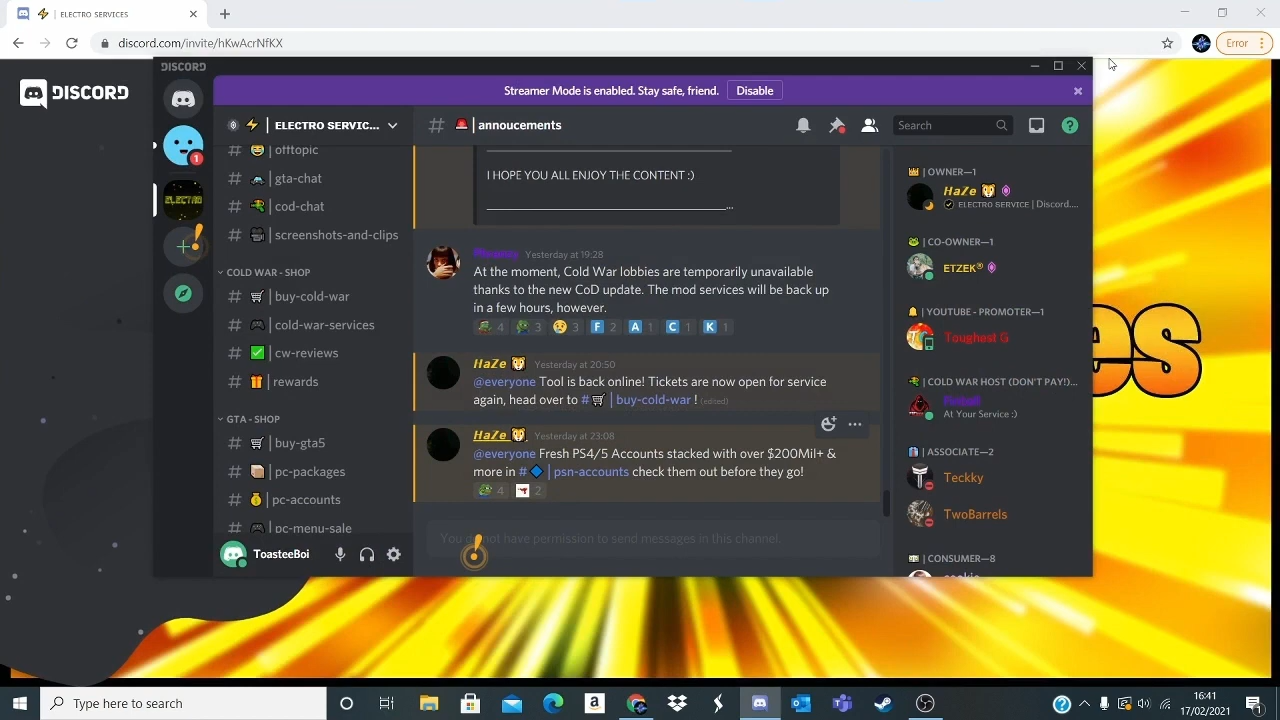 ⚡ | ELECTRO SERVICES
discord.com/invite/hKwAcrNfKX
Error
DISCORD
DISCORD
Streamer Mode is enabled. Stay safe, friend.
Disable
⚡ | ELECTRO SERVIC...
# 🚨 | annoucements
Search
# | offtopic
# | gta-chat
# | cod-chat
# | screenshots-and-clips
COLD WAR - SHOP
# 🛒 | buy-cold-war
# 🎮 | cold-war-services
# ✅ | cw-reviews
# 🎁 | rewards
GTA - SHOP
# 🛒 | buy-gta5
# | pc-packages
# 💰 | pc-accounts
# 🎮 | pc-menu-sale
ToasteeBoi
I HOPE YOU ALL ENJOY THE CONTENT :)
...
Yesterday at 19:28
At the moment, Cold War lobbies are temporarily unavailable
thanks to the new CoD update. The mod services will be back up
in a few hours, however.
4 3 3 F 2 A 1 C 1 K 1
HaZe Yesterday at 20:50
@everyone Tool is back online! Tickets are now open for service
again, head over to # 🛒 | buy-cold-war ! (edited)
HaZe Yesterday at 23:08
@everyone Fresh PS4/5 Accounts stacked with over $200Mil+ &
more in # 🔷 | psn-accounts check them out before they go!
4 2
You do not have permission to send messages in this channel.
| OWNER—1
HaZe
ELECTRO SERVICE | Discord....
| CO-OWNER—1
ETZEK®
| YOUTUBE - PROMOTER—1
Toughest G
| COLD WAR HOST (DON'T PAY!)...
At Your Service :)
| ASSOCIATE—2
Teckky
TwoBarrels
| CONSUMER—8
1
ELECTRO
es
Type here to search
16:41
17/02/2021